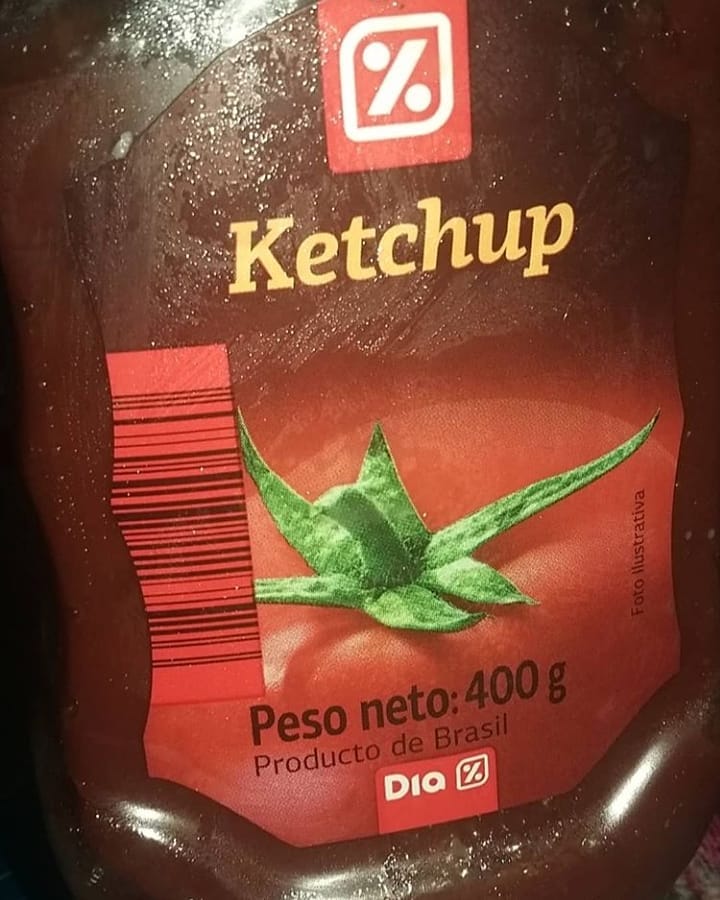 Ketchup
Foto Ilustrativa
Peso neto: 400 g
Producto de Brasil
Dia %